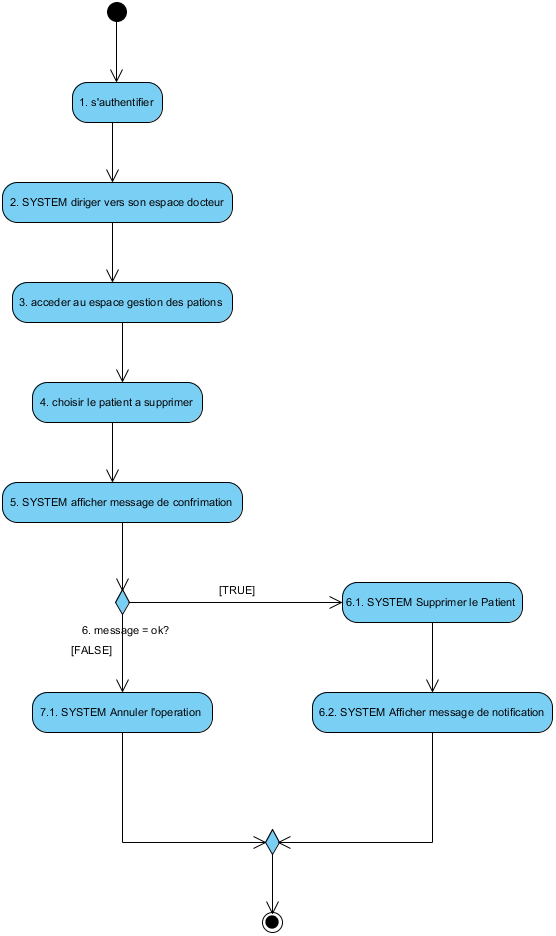 1. s'authentifier
2. SYSTEM diriger vers son espace docteur
3. acceder au espace gestion des pations
4. choisir le patient a supprimer
5. SYSTEM afficher message de confrimation
[TRUE]
6.1. SYSTEM Supprimer le Patient
6. message = ok?
[FALSE]
7.1. SYSTEM Annuler l'operation
6.2. SYSTEM Afficher message de notification